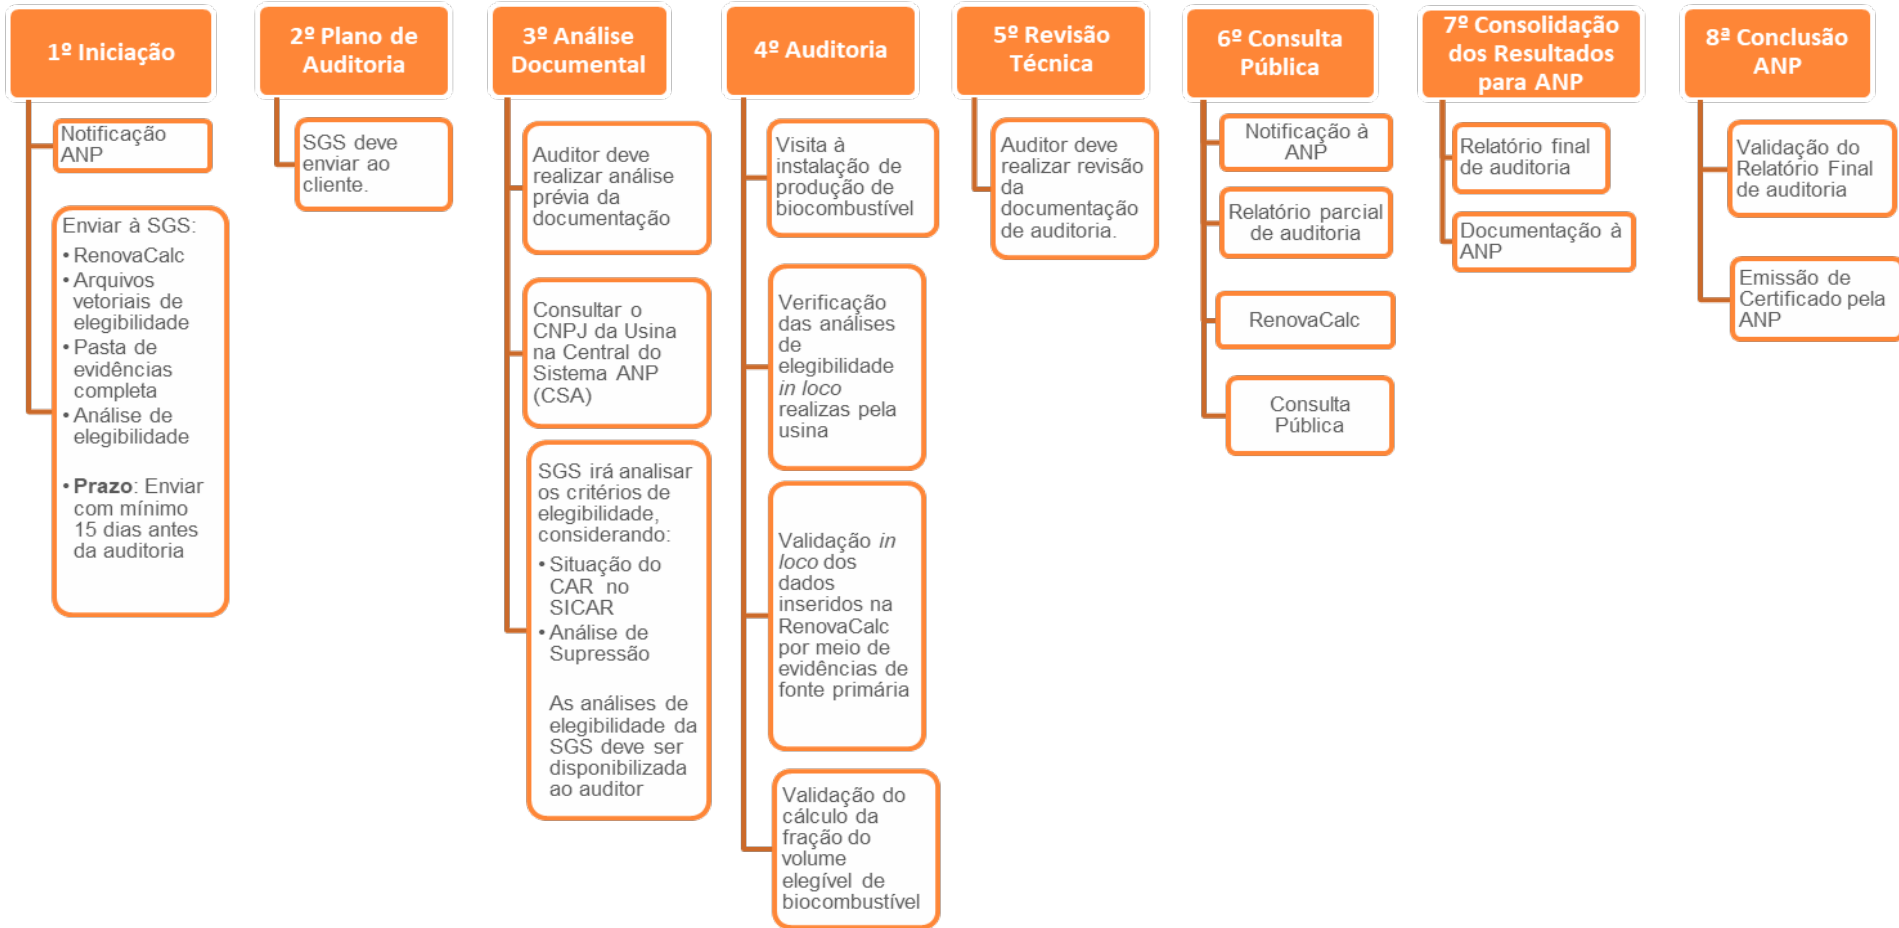 1º Iniciação
Notificação
ANP
Enviar à SGS:
• RenovaCalc
• Arquivos
vetoriais de
elegibilidade
• Pasta de
evidências
completa
• Análise de
elegibilidade
• Prazo: Enviar
com mínimo
15 dias antes
da auditoria
2º Plano de
Auditoria
SGS deve
enviar ao
cliente.
3º Análise
Documental
Auditor deve
realizar análise
prévia da
documentação
Consultar o
CNPJ da Usina
na Central do
Sistema ANP
(CSA)
SGS irá analisar
os critérios de
elegibilidade,
considerando:
• Situação do
CAR no
SICAR
• Análise de
Supressão
As análises de
elegibilidade da
SGS deve ser
disponibilizada
ao auditor
4º Auditoria
Visita à
instalação de
produção de
biocombustível
Verificação
das análises
de
elegibilidade
in loco
realizas pela
usina
Validação in
loco dos
dados
inseridos na
RenovaCalc
por meio de
evidências de
fonte primária
Validação do
cálculo da
fração do
volume
elegível de
biocombustível
5º Revisão
Técnica
Auditor deve
realizar revisão
da
documentação
de auditoria.
6º Consulta
Pública
Notificação à
ANP
Relatório parcial
de auditoria
RenovaCalc
Consulta
Pública
7º Consolidação
dos Resultados
para ANP
Relatório final
de auditoria
Documentação à
ANP
8ª Conclusão
ANP
Validação do
Relatório Final
de auditoria
Emissão de
Certificado pela
ANP